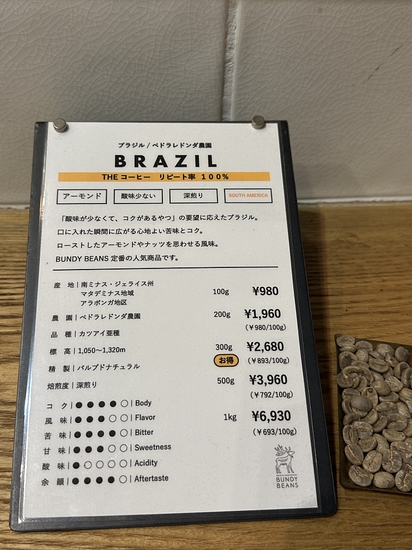 ブラジル / ペドラレドンダ農園
BRAZIL
THE コーヒー リピート率 100%
アーモンド 酸味少ない 深煎り SOUTH AMERICA
「酸味が少なくて、コクがあるやつ」の要望に応えたブラジル。
口に入れた瞬間に広がる心地よい苦味とコク。
ローストしたアーモンドやナッツを思わせる風味。
BUNDY BEANS 定番の人気商品です。
産 地 | 南ミナス・ジェライス州
マタデミナス地域
アラポンガ地区
農 園 | ペドラレドンダ農園
品 種 | カツアイ亜種
標 高 | 1,050〜1,320m
精 製 | パルプドナチュラル
焙煎度 | 深煎り
コ ク | ●●●●○ | Body
風 味 | ●●●○○ | Flavor
苦 味 | ●●●●○ | Bitter
甘 味 | ●●●○○ | Sweetness
酸 味 | ●○○○○ | Acidity
余 韻 | ●●●●○ | Aftertaste
100g ¥980
200g ¥1,960
(¥980/100g)
300g ¥2,680
お得 (¥893/100g)
500g ¥3,960
(¥792/100g)
1kg ¥6,930
(¥693/100g)
BUNDY
BEANS